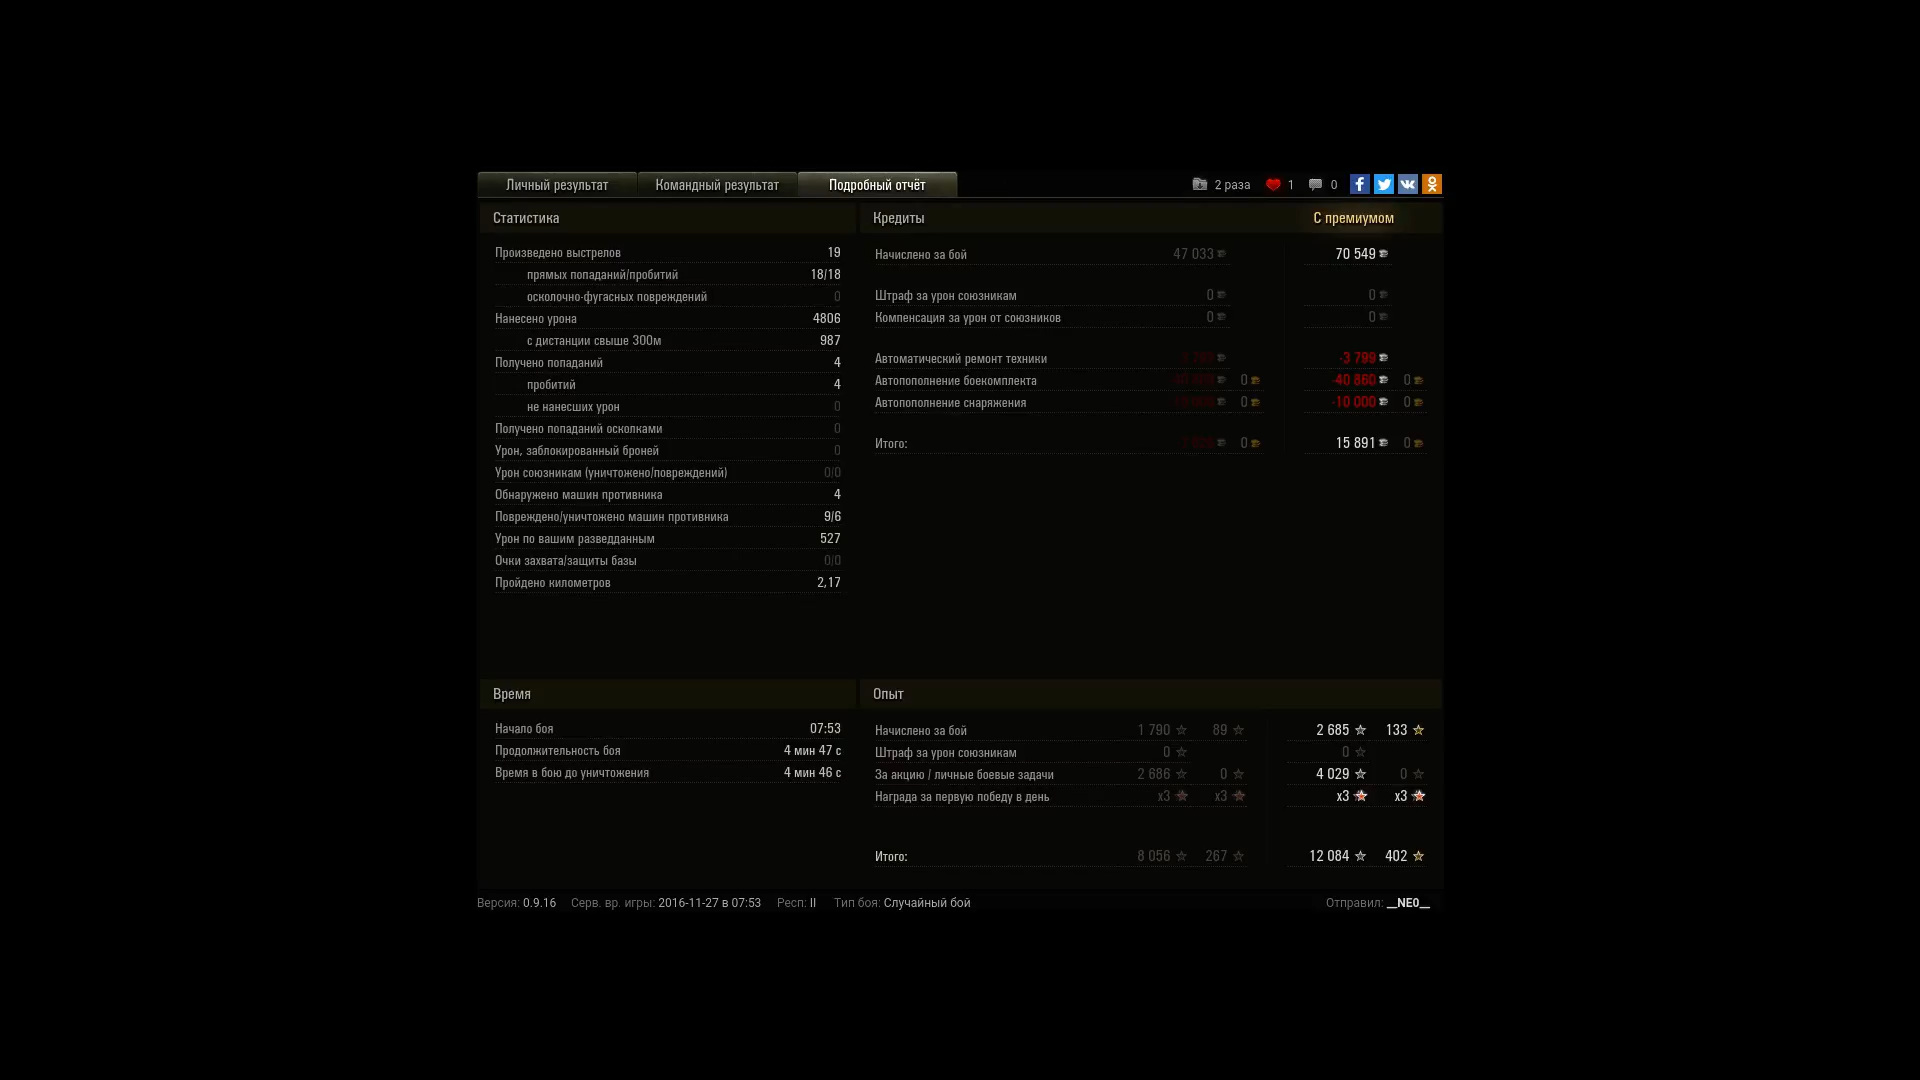 Личный результат Командный результат Подробный отчёт 2 раза 1 0
Статистика
Произведено выстрелов 19
прямых попаданий/пробитий 18/18
осколочно-фугасных повреждений 0
Нанесено урона 4806
с дистанции свыше 300м 987
Получено попаданий 4
пробитий 4
не нанесших урон 0
Получено попаданий осколками 0
Урон, заблокированный броней 0
Урон союзникам (уничтожено/повреждений) 0/0
Обнаружено машин противника 4
Повреждено/уничтожено машин противника 9/6
Урон по вашим разведданным 527
Очки захвата/защиты базы 0/0
Пройдено километров 2,17
Кредиты С премиумом
Начислено за бой 47 033 70 549
Штраф за урон союзникам 0 0
Компенсация за урон от союзников 0 0
Автоматический ремонт техники -3 799
Автопополнение боекомплекта 0 -40 860 0
Автопополнение снаряжения 0 -10 000 0
Итого: 0 15 891 0
Время
Начало боя 07:53
Продолжительность боя 4 мин 47 с
Время в бою до уничтожения 4 мин 46 с
Опыт
Начислено за бой 1 790 89 2 685 133
Штраф за урон союзникам 0 0
За акцию / личные боевые задачи 2 686 0 4 029 0
Награда за первую победу в день x3 x3 x3 x3
Итого: 8 056 267 12 084 402
Версия: 0.9.16 Серв. вр. игры: 2016-11-27 в 07:53 Респ: II Тип боя: Случайный бой Отправил: __NE0__